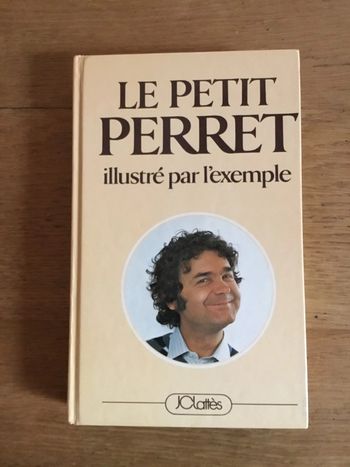 LE PETIT
PERRET
illustré par l'exemple
JCLattès